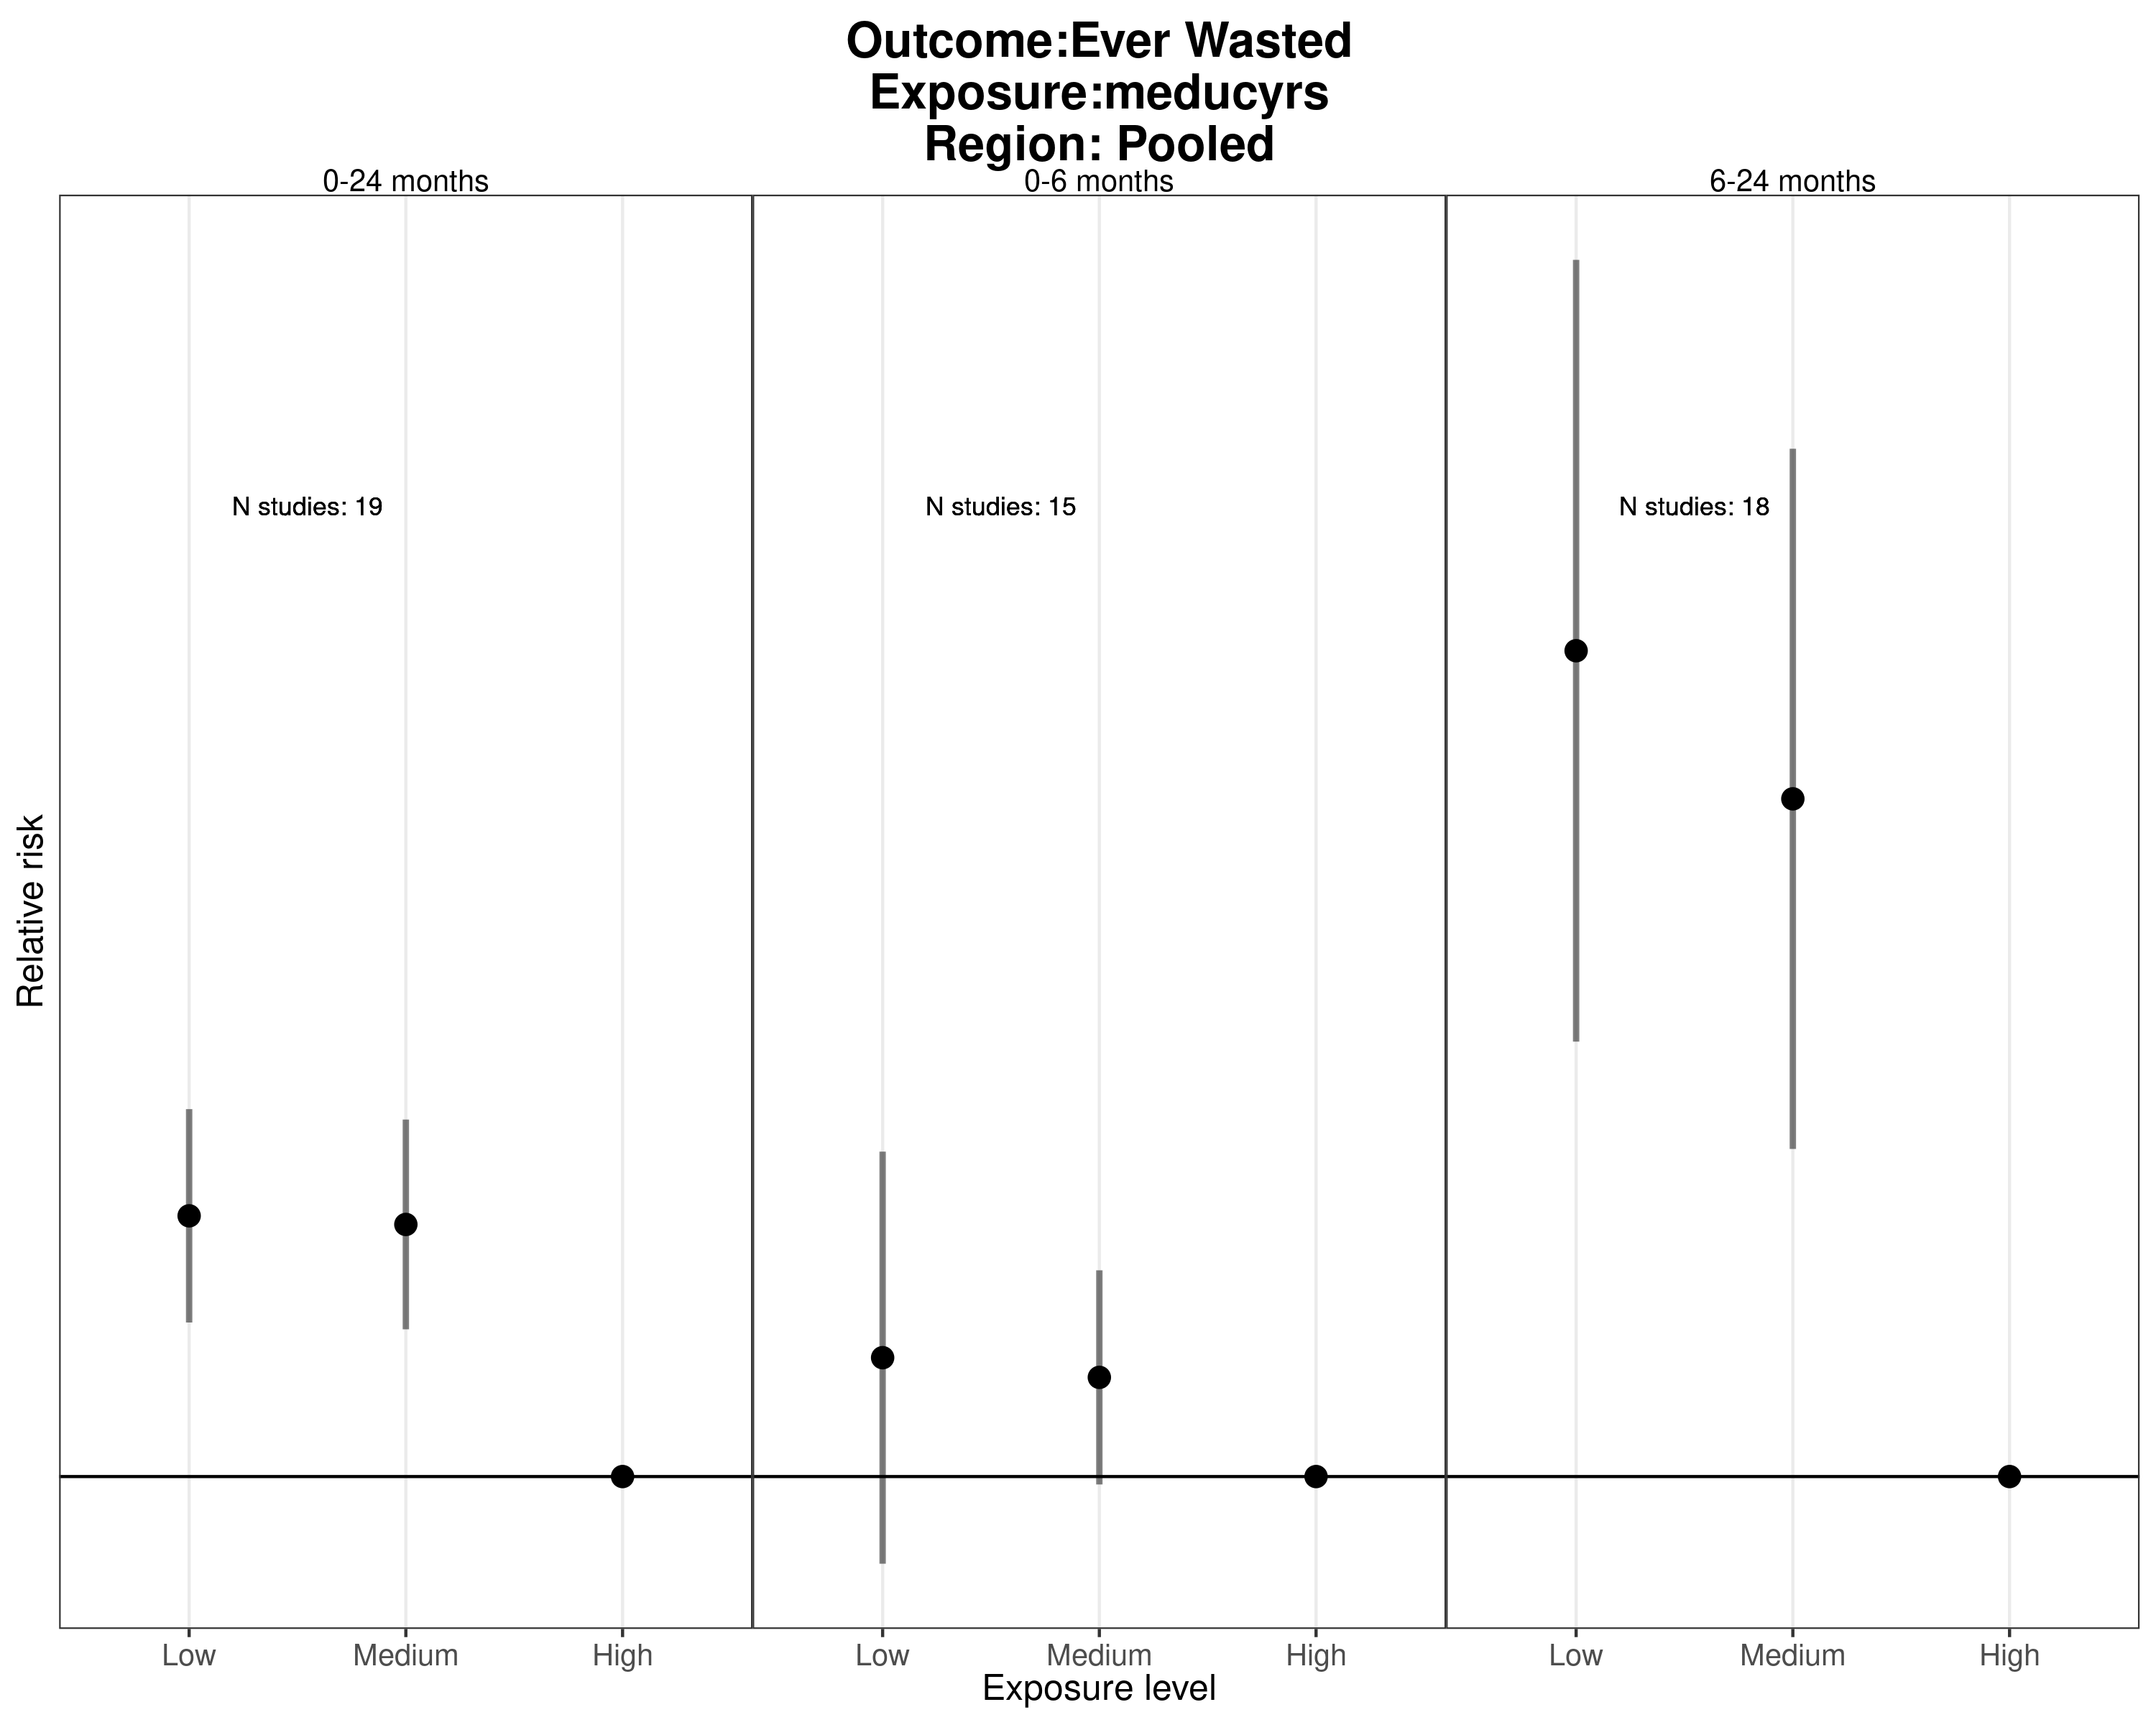 Outcome:Ever Wasted
Exposure:meducyrs
Region: Pooled
0-24 months
0-6 months
6-24 months
N studies: 19
N studies: 15
N studies: 18
Relative risk
Low Medium High
Low Medium High
Low Medium High
Exposure level